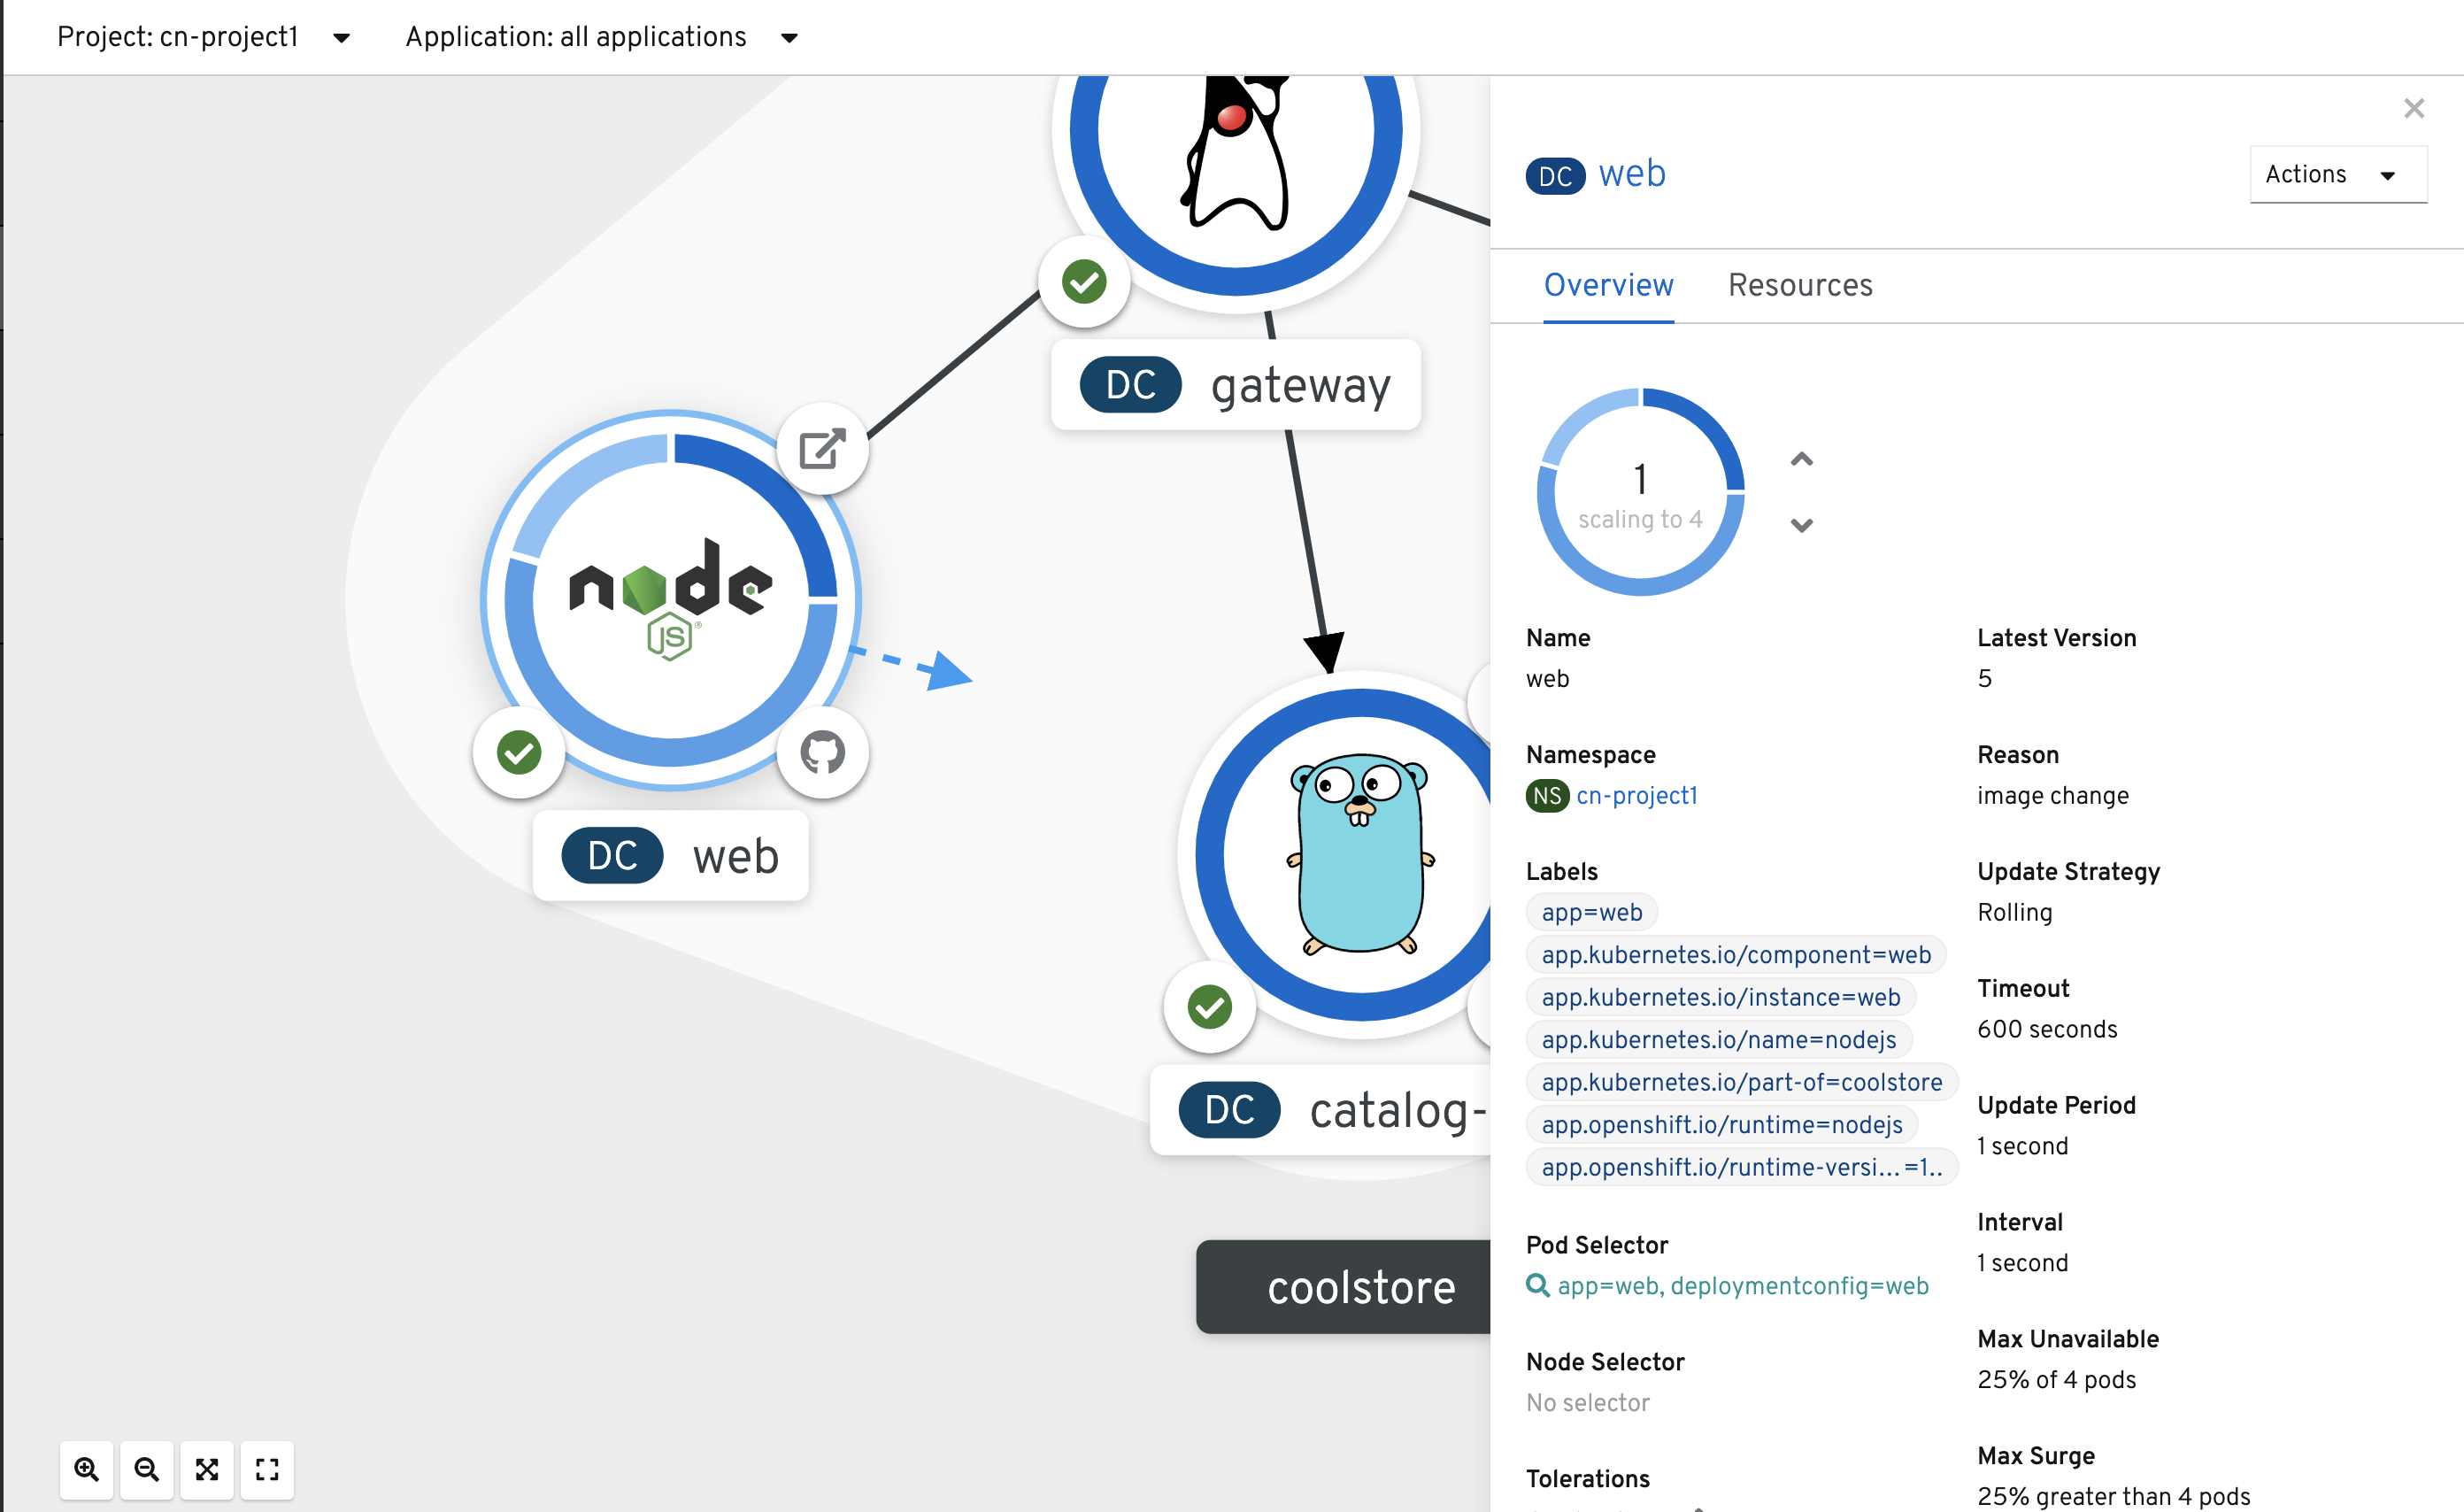 Project: cn-project1
Application: all applications
DC gateway
node
JS
®
DC web
DC catalog-
coolstore
DC web
Actions
Overview
Resources
1
scaling to 4
Name
web
Namespace
NS cn-project1
Labels
app=web
app.kubernetes.io/component=web
app.kubernetes.io/instance=web
app.kubernetes.io/name=nodejs
app.kubernetes.io/part-of=coolstore
app.openshift.io/runtime=nodejs
app.openshift.io/runtime-versi... =1..
Pod Selector
app=web, deploymentconfig=web
Node Selector
No selector
Tolerations
Latest Version
5
Reason
image change
Update Strategy
Rolling
Timeout
600 seconds
Update Period
1 second
Interval
1 second
Max Unavailable
25% of 4 pods
Max Surge
25% greater than 4 pods